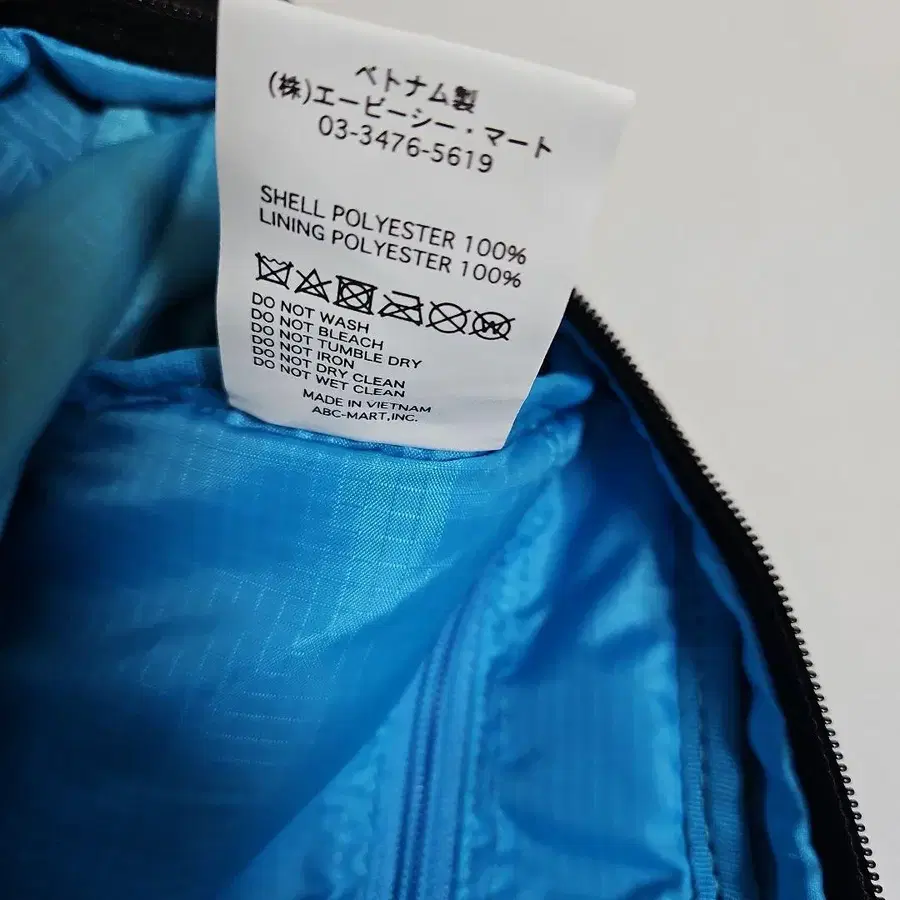 ベトナム製
(株)エービーシー・マート
03-3476-5619
SHELL POLYESTER 100%
LINING POLYESTER 100%
DO NOT WASH
DO NOT BLEACH
DO NOT TUMBLE DRY
DO NOT IRON
DO NOT DRY CLEAN
DO NOT WET CLEAN
MADE IN VIETNAM
ABC-MART,INC.